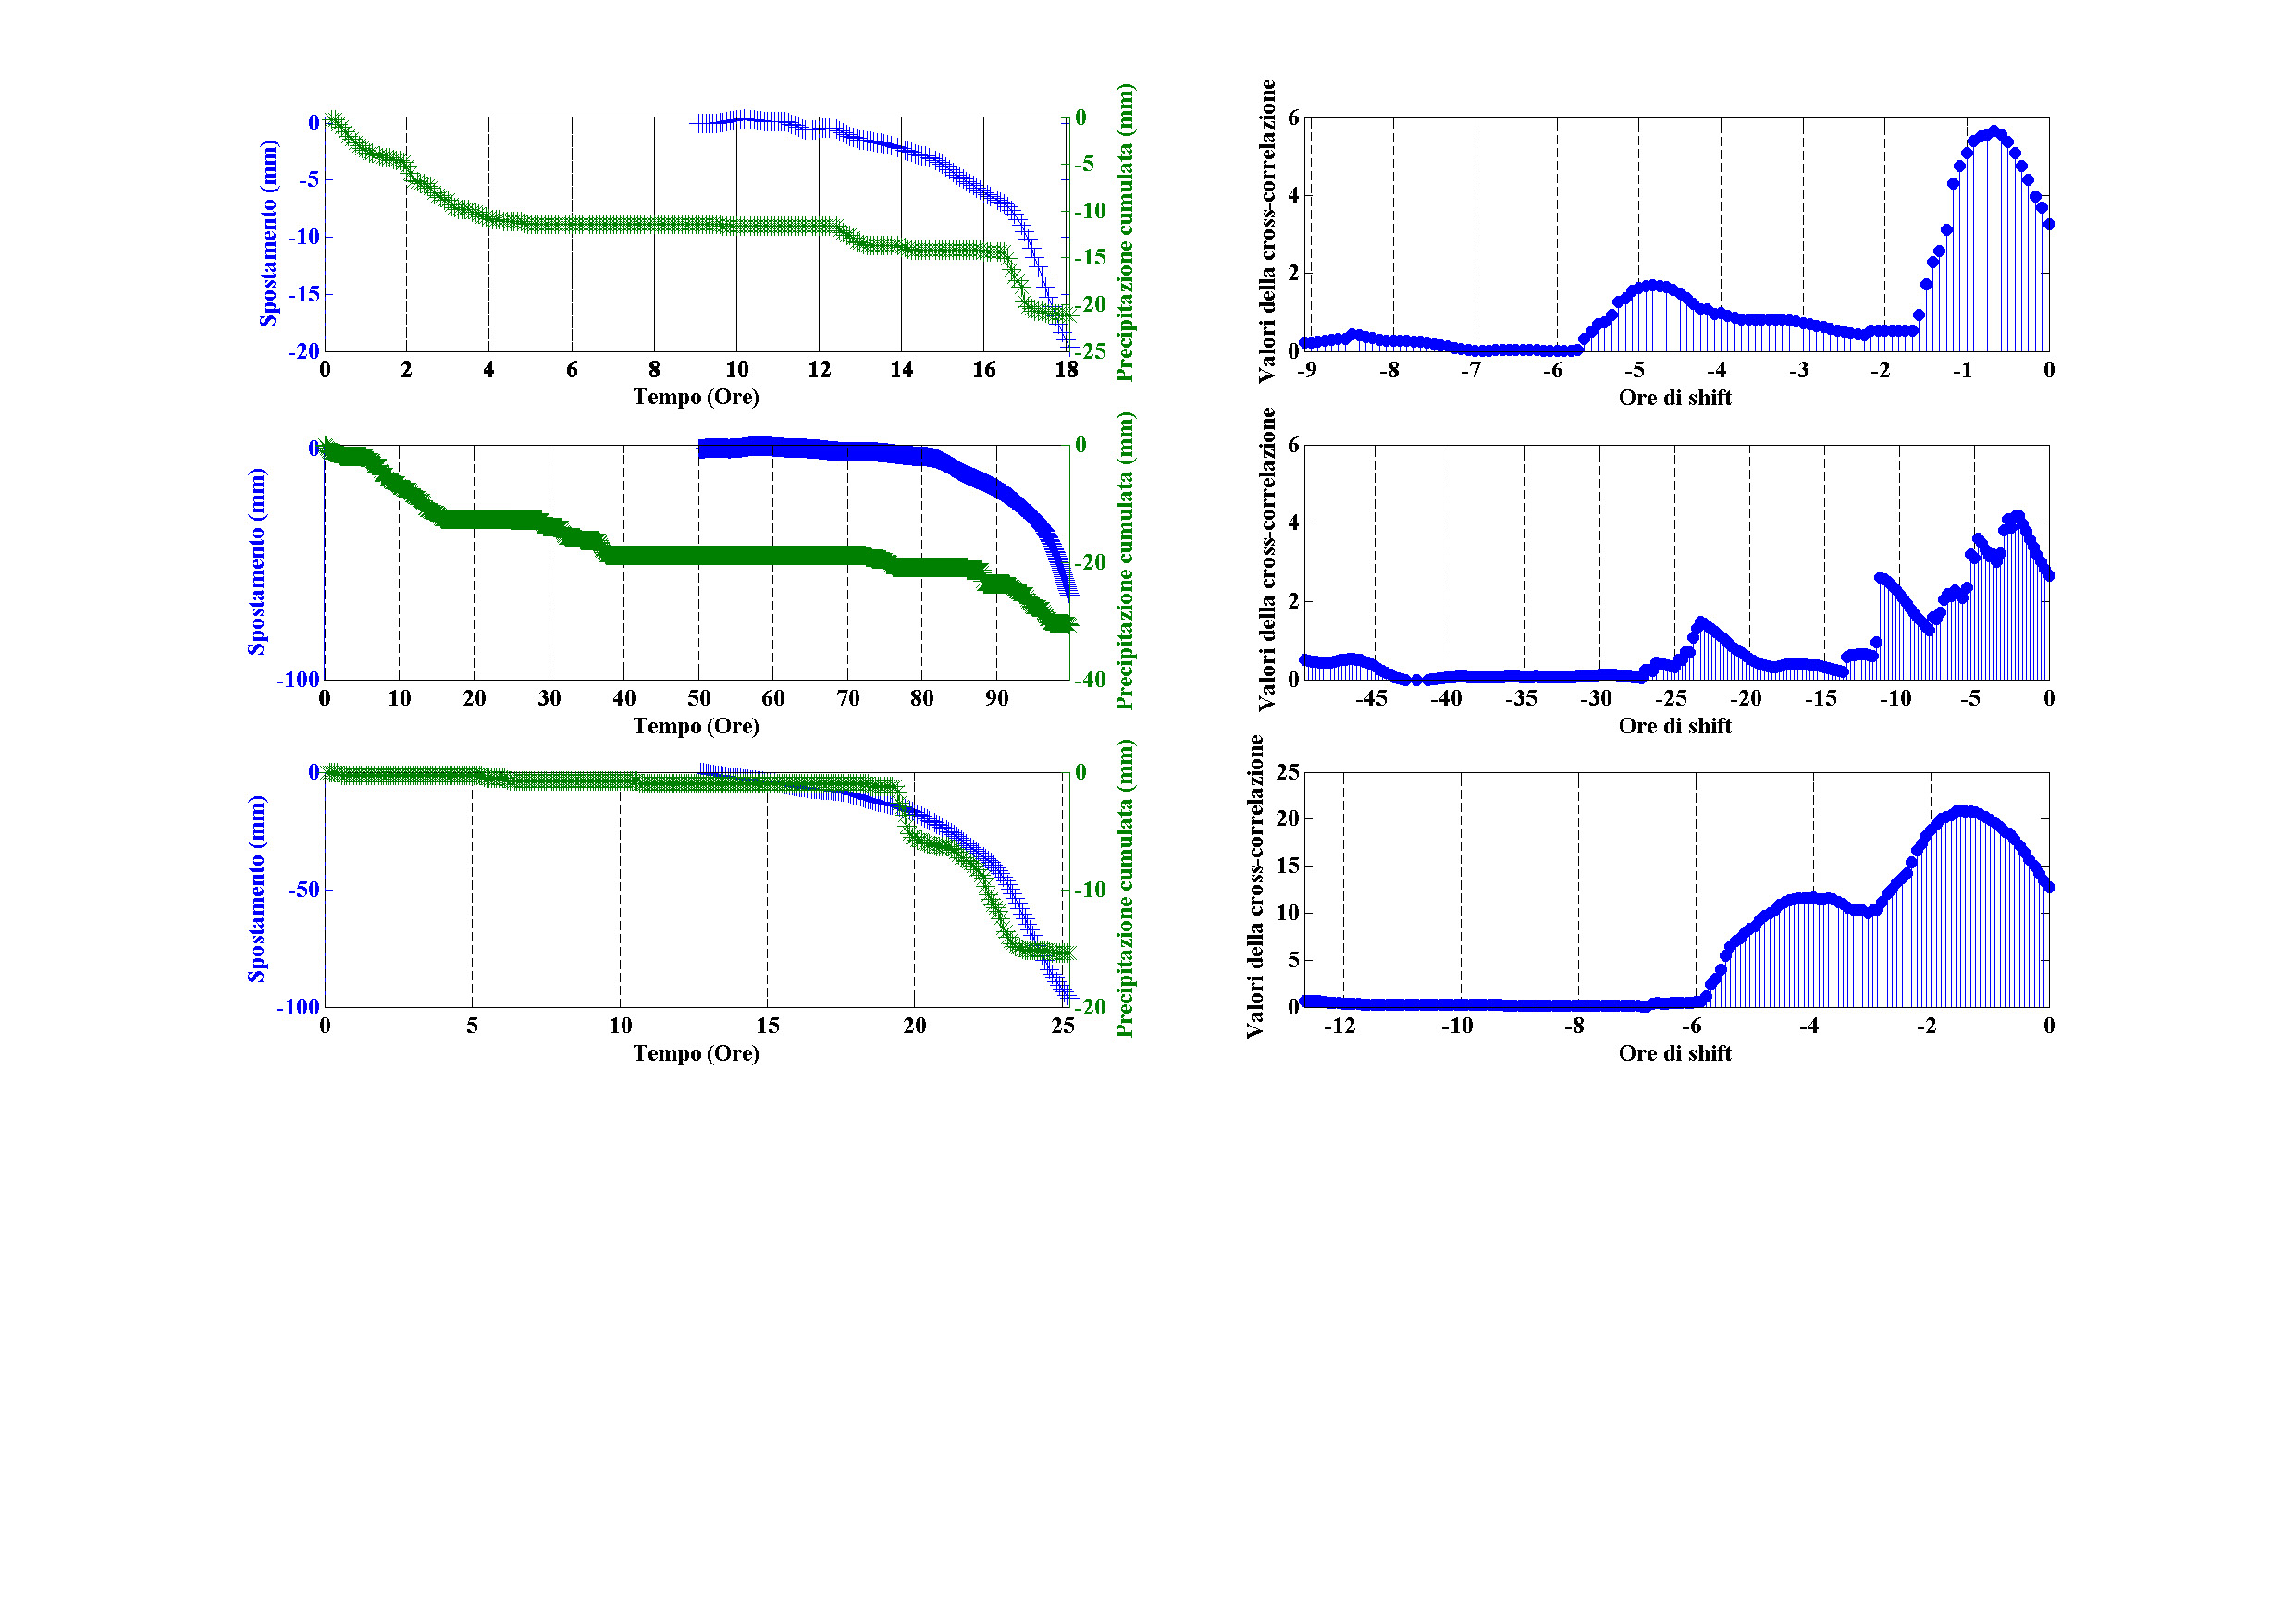 Spostamento (mm)
0
-5
-10
-15
-20
0
-5
-10
-15
-20
-25
Precipitazione cumulata (mm)
0 2 4 6 8 10 12 14 16 18
Tempo (Ore)
Valori della cross-correlazione
6
4
2
0
-9 -8 -7 -6 -5 -4 -3 -2 -1 0
Ore di shift
Spostamento (mm)
0
-100
0
-20
-40
Precipitazione cumulata (mm)
0 10 20 30 40 50 60 70 80 90
Tempo (Ore)
Valori della cross-correlazione
6
4
2
0
-45 -40 -35 -30 -25 -20 -15 -10 -5 0
Ore di shift
Spostamento (mm)
0
-50
-100
0
-10
-20
Precipitazione cumulata (mm)
0 5 10 15 20 25
Tempo (Ore)
Valori della cross-correlazione
25
20
15
10
5
0
-12 -10 -8 -6 -4 -2 0
Ore di shift